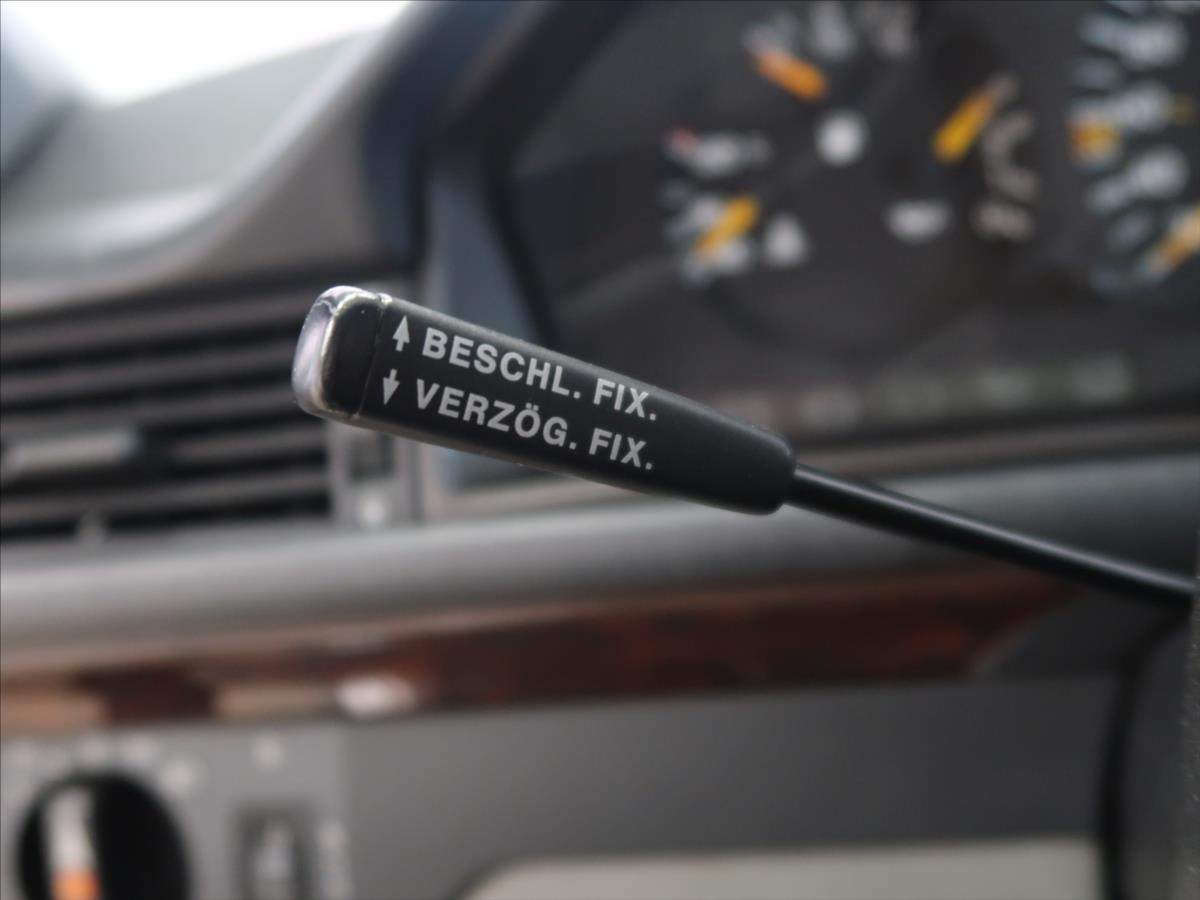 ↑ BESCHL. FIX.
↓ VERZÖG. FIX.